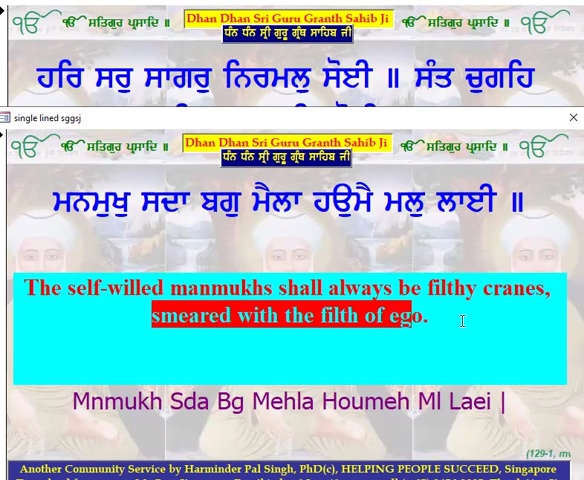 ੴ ੴ ਸਤਿਗੁਰ ਪ੍ਰਸਾਦਿ ॥ Dhan Dhan Sri Guru Granth Sahib Ji ੴ ਸਤਿਗੁਰ ਪ੍ਰਸਾਦਿ ॥ ੴ
ਧੰਨ ਧੰਨ ਸ੍ਰੀ ਗੁਰੂ ਗ੍ਰੰਥ ਸਾਹਿਬ ਜੀ
ਹਰਿ ਸਰੁ ਸਾਗਰੁ ਨਿਰਮਲੁ ਸੋਈ ॥ ਸੰਤ ਚੁਗਹਿ
single lined sggsj
ੴ ੴ ਸਤਿਗੁਰ ਪ੍ਰਸਾਦਿ ॥ Dhan Dhan Sri Guru Granth Sahib Ji ੴ ਸਤਿਗੁਰ ਪ੍ਰਸਾਦਿ ॥ ੴ
ਧੰਨ ਧੰਨ ਸ੍ਰੀ ਗੁਰੂ ਗ੍ਰੰਥ ਸਾਹਿਬ ਜੀ
ਮਨਮੁਖੁ ਸਦਾ ਬਗੁ ਮੈਲਾ ਹਉਮੈ ਮਲੁ ਲਾਈ ॥
The self-willed manmukhs shall always be filthy cranes,
smeared with the filth of ego.
Mnmukh Sda Bg Mehla Houmeh Ml Laei |
(129-1,
Another Community Service by Harminder Pal Singh, PhD(c), HELPING PEOPLE SUCCEED, Singapore